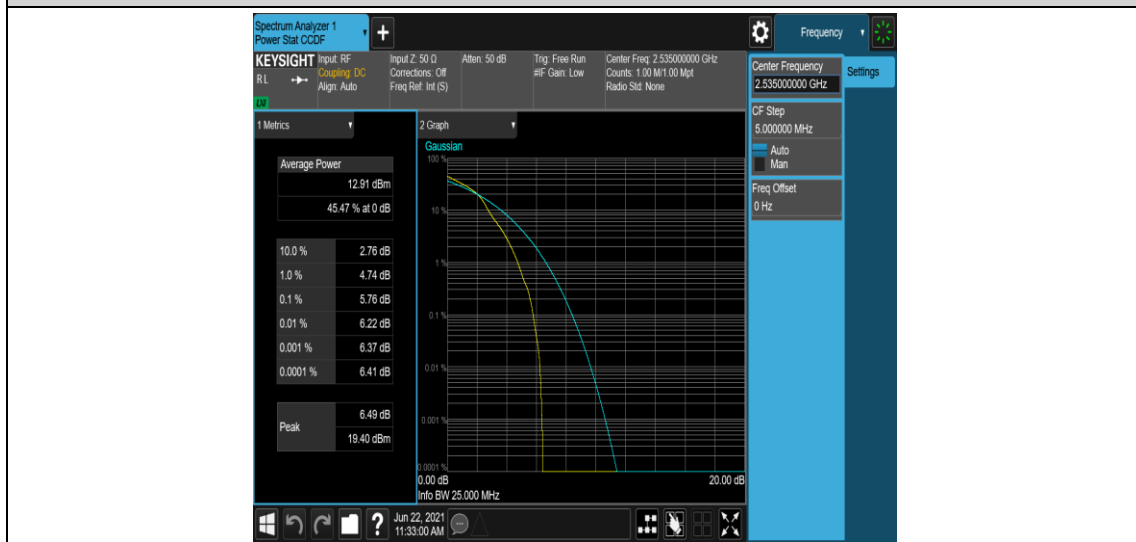 Spectrum Analyzer 1
Power Stat CCDF
Frequency
KEYSIGHT
RL
LXI
Input: RF
Coupling: DC
Align: Auto
Input Z: 50 Ω
Corrections: Off
Freq Ref: Int (S)
Atten: 50 dB
Trig: Free Run
#IF Gain: Low
Center Freq: 2.535000000 GHz
Counts: 1.00 M/1.00 Mpt
Radio Std: None
Center Frequency
2.535000000 GHz
Settings
CF Step
5.000000 MHz
Auto
Man
Freq Offset
0 Hz
1 Metrics
Average Power
12.91 dBm
45.47 % at 0 dB
10.0 % 2.76 dB
1.0 % 4.74 dB
0.1 % 5.76 dB
0.01 % 6.22 dB
0.001 % 6.37 dB
0.0001 % 6.41 dB
Peak 6.49 dB
19.40 dBm
2 Graph
Gaussian
100 %
10 %
1 %
0.1 %
0.01 %
0.001 %
0.0001 %
0.00 dB 20.00 dB
Info BW 25.000 MHz
?
Jun 22, 2021
11:33:00 AM